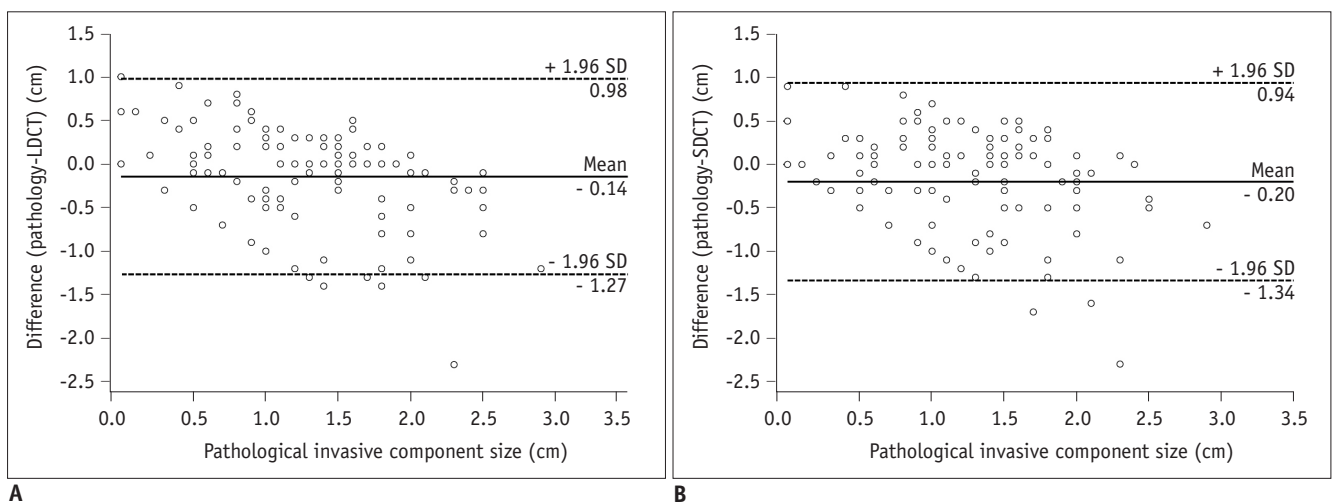 1.5
1.0
0.5
0.0
-0.5
-1.0
-1.5
-2.0
-2.5
Difference (pathology-LDCT) (cm)
+ 1.96 SD
0.98
Mean
- 0.14
- 1.96 SD
- 1.27
0.0 0.5 1.0 1.5 2.0 2.5 3.0 3.5
Pathological invasive component size (cm)
A
1.5
1.0
0.5
0.0
-0.5
-1.0
-1.5
-2.0
-2.5
Difference (pathology-SDCT) (cm)
+ 1.96 SD
0.94
Mean
- 0.20
- 1.96 SD
- 1.34
0.0 0.5 1.0 1.5 2.0 2.5 3.0 3.5
Pathological invasive component size (cm)
B